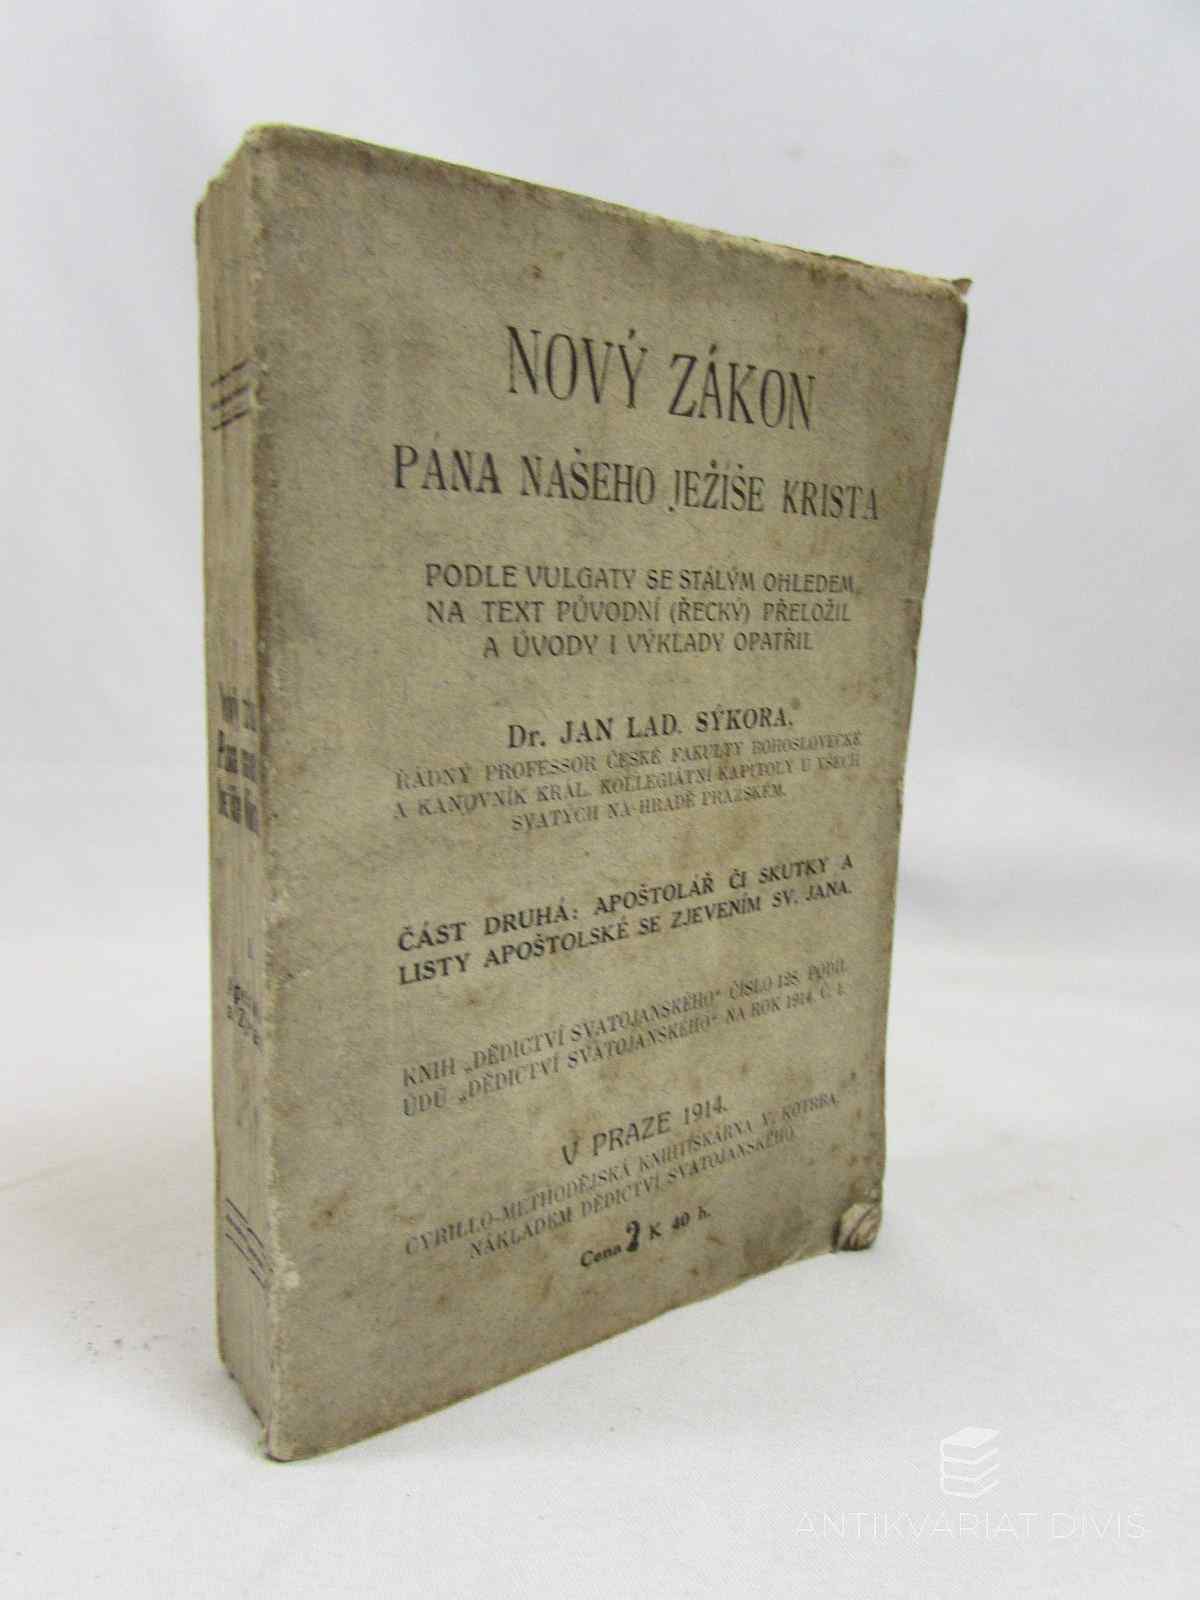 NOVÝ ZÁKON
PÁNA NAŠEHO JEŽÍŠE KRISTA
PODLE VULGATY SE STÁLÝM OHLEDEM
NA TEXT PŮVODNÍ (ŘECKÝ) PŘELOŽIL
A ÚVODY I VÝKLADY OPATŘIL
Dr. JAN LAD. SÝKORA,
ŘÁDNÝ PROFESSOR ČESKÉ FAKULTY BOHOSLOVECKÉ
A KANOVNÍK KRÁL. KOLLEGIÁTNÍ KAPITOLY U VŠECH
SVATÝCH NA HRADĚ PRAŽSKÉM.
ČÁST DRUHÁ: APOŠTOLÁŘ ČI SKUTKY A
LISTY APOŠTOLSKÉ SE ZJEVENÍM SV. JANA.
KNIH „DĚDICTVÍ SVATOJANSKÉHO“ ČÍSLO 128. PODÍL
ÚDŮ „DĚDICTVÍ SVATOJANSKÉHO“ NA ROK 1914. Č. 1.
V PRAZE 1914.
CYRILLO-METHODĚJSKÁ KNIHTISKÁRNA V. KOTRBA.
NÁKLADEM DĚDICTVÍ SVATOJANSKÉHO.
Cena 2 K 40 h.
ANTIKVARIAT DIVIŠ